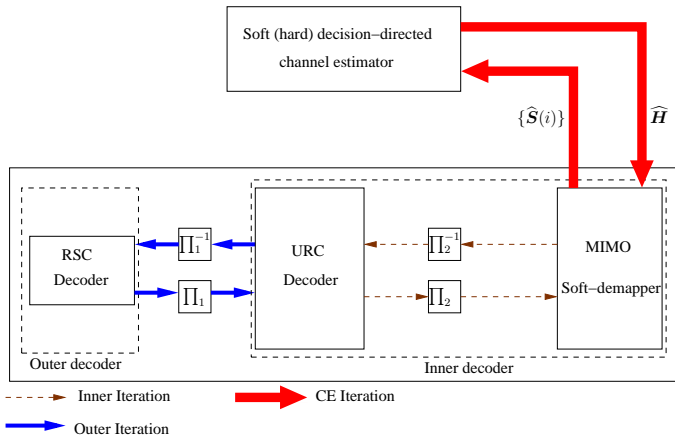 Soft (hard) decision−directed
channel estimator
{Ŝ(i)}
Ĥ
RSC
Decoder
∏₁⁻¹
∏₁
URC
Decoder
∏₂⁻¹
∏₂
MIMO
Soft−demapper
Outer decoder
Inner decoder
Inner Iteration
CE Iteration
Outer Iteration